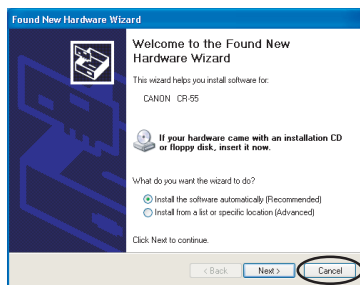 Found New Hardware Wizard
Welcome to the Found New
Hardware Wizard
This wizard helps you install software for:
CANON CR-55
If your hardware came with an installation CD
or floppy disk, insert it now.
What do you want the wizard to do?
Install the software automatically (Recommended)
Install from a list or specific location (Advanced)
Click Next to continue.
< Back Next > Cancel